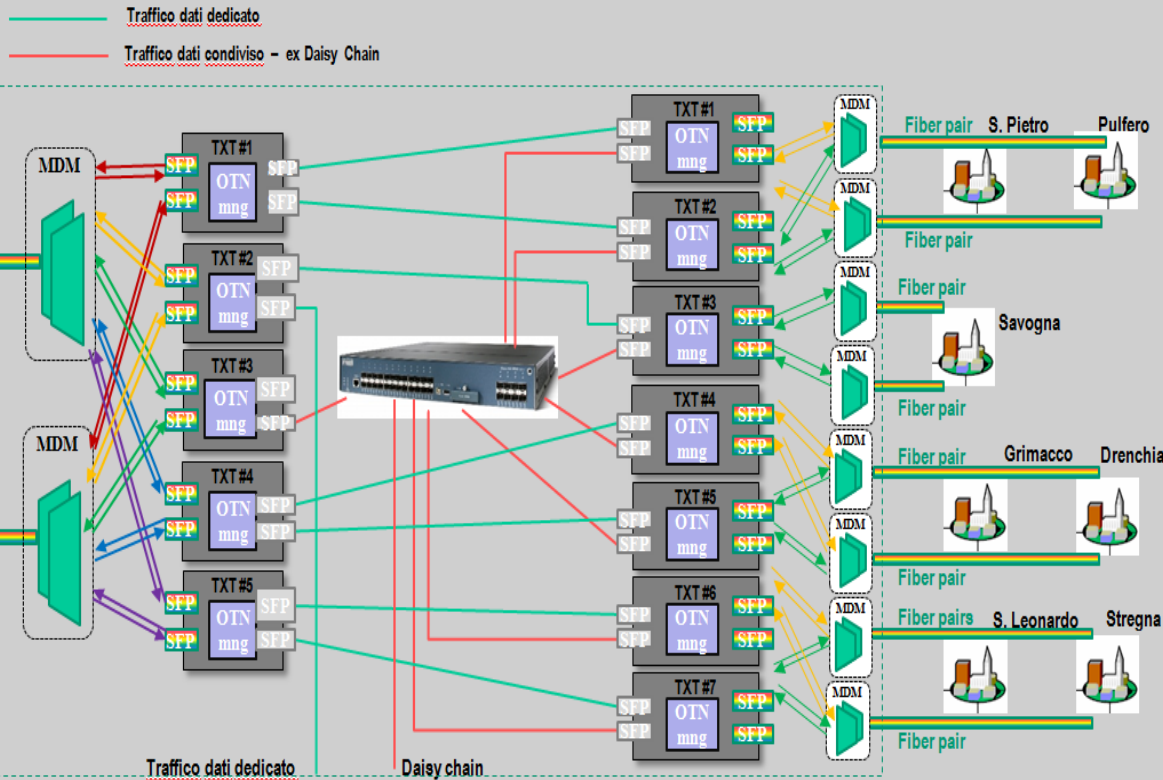 Traffico dati dedicato
Traffico dati condiviso – ex Daisy Chain
MDM
SFP
SFP
TXT #1
OTN
mng
SFP
SFP
SFP
SFP
TXT #2
OTN
mng
SFP
SFP
SFP
SFP
TXT #3
OTN
mng
SFP
SFP
MDM
SFP
SFP
TXT #4
OTN
mng
SFP
SFP
SFP
SFP
TXT #5
OTN
mng
SFP
SFP
SFP
SFP
TXT #1
OTN
mng
SFP
SFP
SFP
SFP
TXT #2
OTN
mng
SFP
SFP
SFP
SFP
TXT #3
OTN
mng
SFP
SFP
SFP
SFP
TXT #4
OTN
mng
SFP
SFP
SFP
SFP
TXT #5
OTN
mng
SFP
SFP
SFP
SFP
TXT #6
OTN
mng
SFP
SFP
SFP
SFP
TXT #7
OTN
mng
SFP
SFP
MDM
Fiber pair S. Pietro Pulfero
MDM
Fiber pair
MDM
Fiber pair
Savogna
MDM
Fiber pair
MDM
Fiber pair Grimacco Drenchia
MDM
Fiber pair
MDM
Fiber pairs S. Leonardo Stregna
MDM
Fiber pair
Traffico dati dedicato
Daisy chain